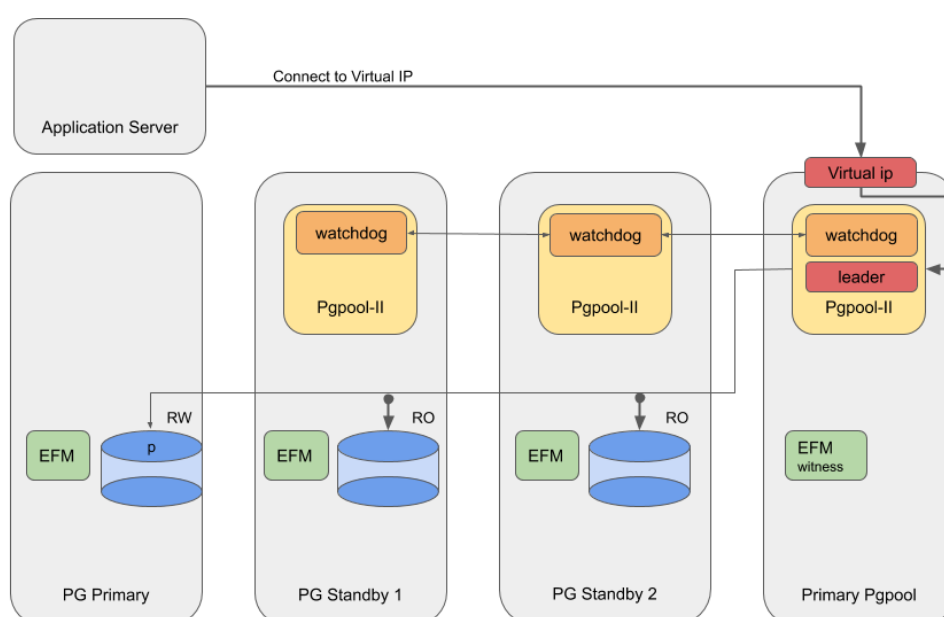 Connect to Virtual IP
Application Server
Virtual ip
watchdog
watchdog
watchdog
leader
Pgpool-II
Pgpool-II
Pgpool-II
RW
RO
RO
EFM
p
EFM
EFM
EFM
witness
PG Primary
PG Standby 1
PG Standby 2
Primary Pgpool